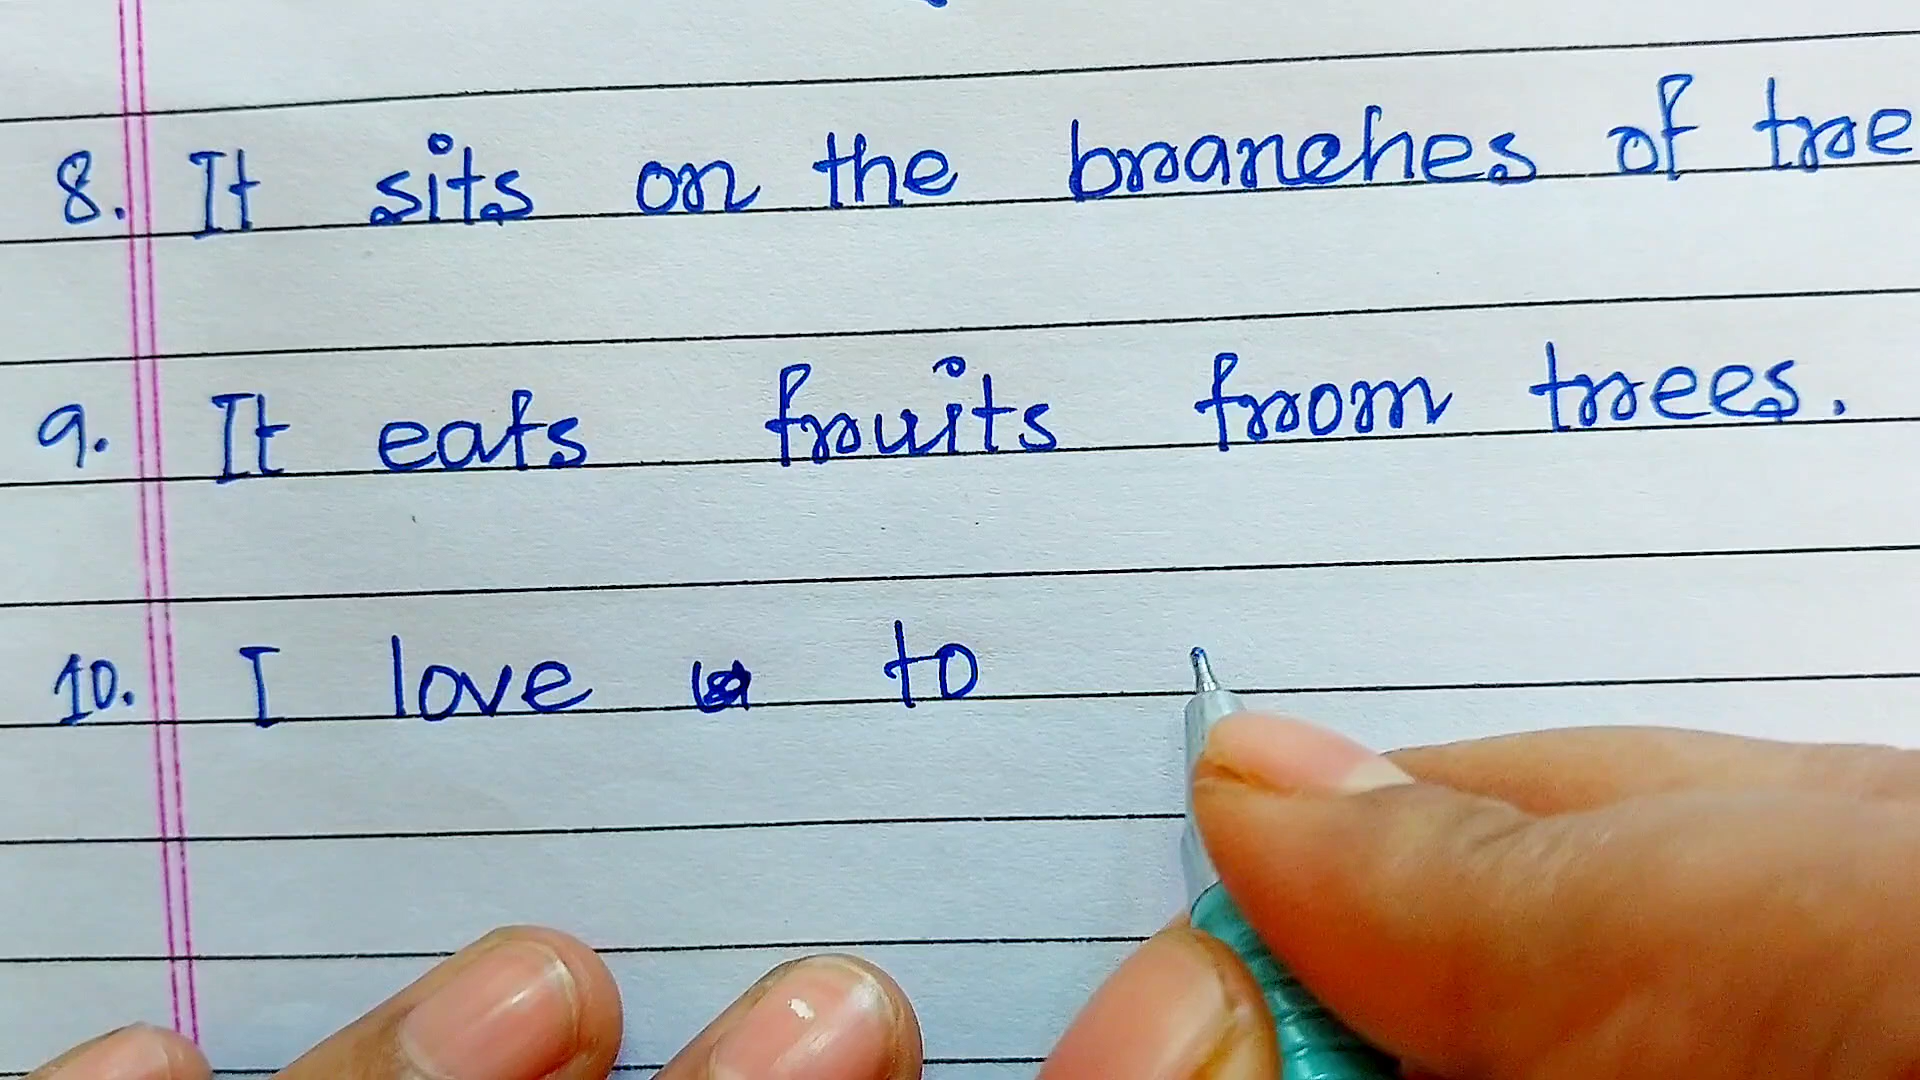 8. It sits on the branches of tree
9. It eats fruits from trees.
10. I love to